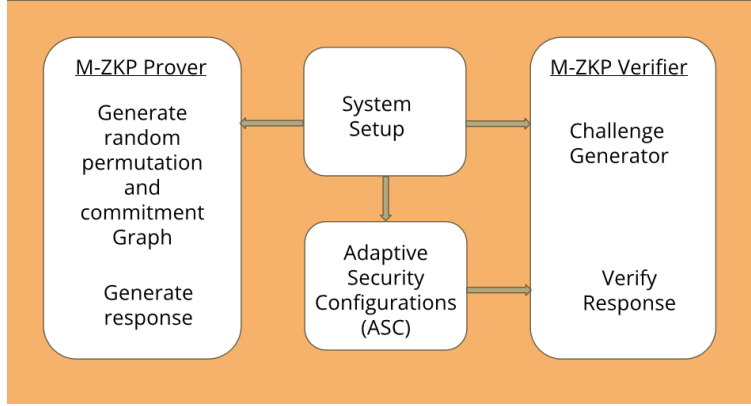 M-ZKP Prover
Generate
random
permutation
and
commitment
Graph
Generate
response
System
Setup
Adaptive
Security
Configurations
(ASC)
M-ZKP Verifier
Challenge
Generator
Verify
Response